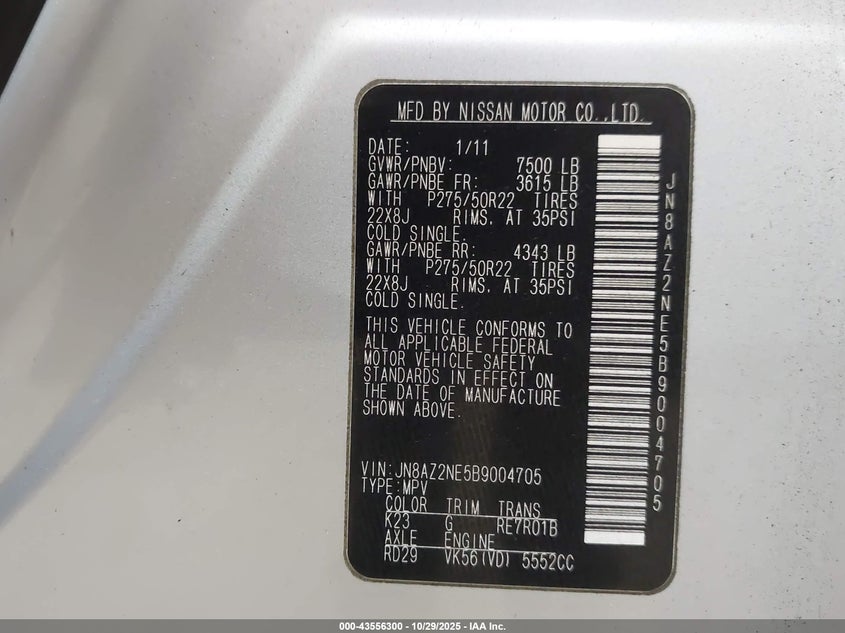 MFD BY NISSAN MOTOR CO.,LTD.
DATE: 1/11
GVWR/PNBV: 7500 LB
GAWR/PNBE FR: 3615 LB
WITH P275/50R22 TIRES
22X8J RIMS. AT 35PSI
COLD SINGLE.
GAWR/PNBE RR: 4343 LB
WITH P275/50R22 TIRES
22X8J RIMS. AT 35PSI
COLD SINGLE.
THIS VEHICLE CONFORMS TO
ALL APPLICABLE FEDERAL
MOTOR VEHICLE SAFETY
STANDARDS IN EFFECT ON
THE DATE OF MANUFACTURE
SHOWN ABOVE.
VIN:JN8AZ2NE5B9004705
TYPE:MPV
COLOR TRIM TRANS
K23 G RE7R01B
AXLE ENGINE
RD29 VK56(VD) 5552CC
JN8AZ2NE5B9004705
000-43556300 - 10/29/2025 - IAA Inc.